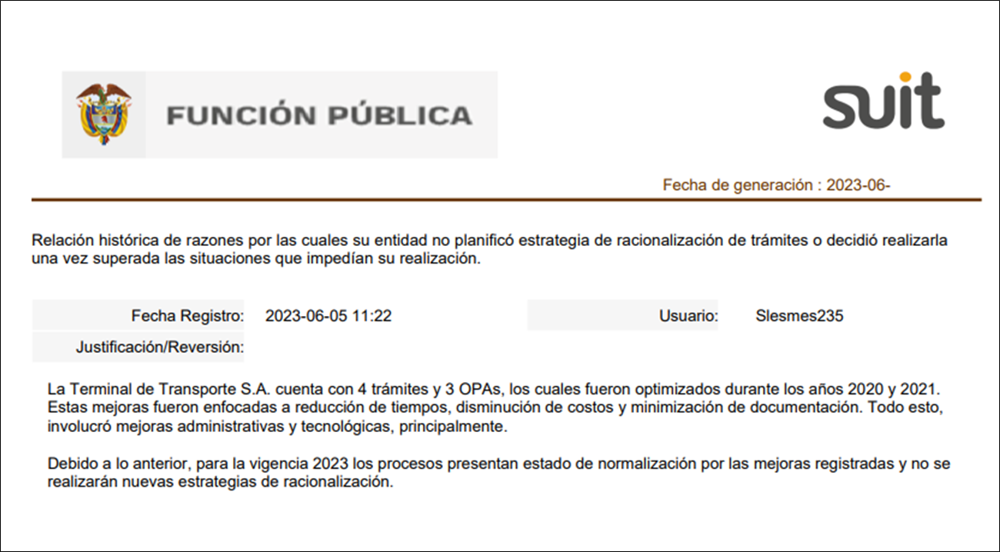 FUNCIÓN PÚBLICA
suit
Fecha de generación : 2023-06-
Relación histórica de razones por las cuales su entidad no planificó estrategia de racionalización de trámites o decidió realizarla
una vez superada las situaciones que impedían su realización.
Fecha Registro: 2023-06-05 11:22 Usuario: Slesmes235
Justificación/Reversión:
La Terminal de Transporte S.A. cuenta con 4 trámites y 3 OPAs, los cuales fueron optimizados durante los años 2020 y 2021.
Estas mejoras fueron enfocadas a reducción de tiempos, disminución de costos y minimización de documentación. Todo esto,
involucró mejoras administrativas y tecnológicas, principalmente.
Debido a lo anterior, para la vigencia 2023 los procesos presentan estado de normalización por las mejoras registradas y no se
realizarán nuevas estrategias de racionalización.